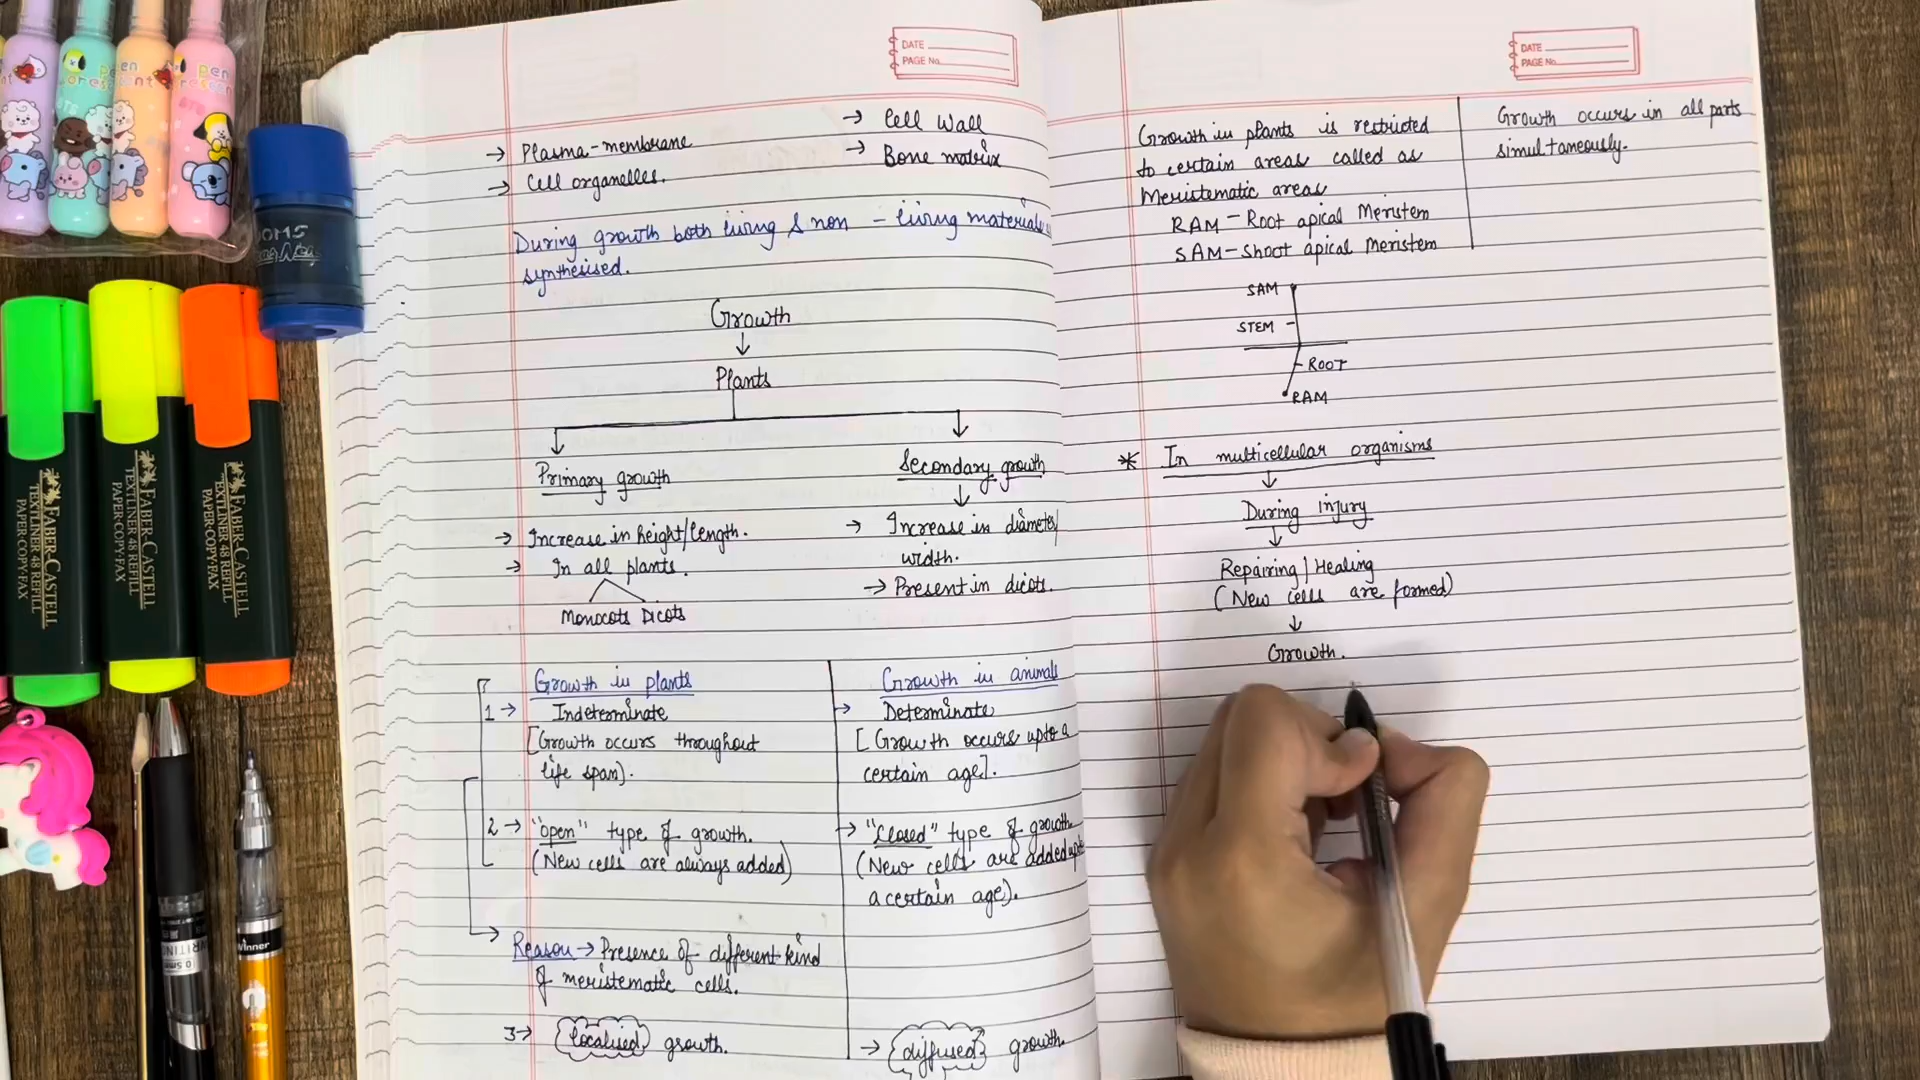 DATE
PAGE No.
→ Plasma-membrane
→ Cell organelles.
→ Cell Wall
→ Bone matrix
During growth both living & non - living materials
synthesised.
Growth
↓
Plants
Primary growth
→ Increase in height/length.
→ In all plants.
Monocots Dicots
Secondary growth
↓
→ Increase in diameter/
width.
→ Present in dicots.
Growth in plants
1 → Indeterminate
[Growth occurs throughout
life span).
2 → "open" type of growth.
(New cells are always added)
Reason → Presence of different kind
of meristematic cells.
3 → localised growth.
Growth in animals
→ Determinate
[Growth occurs upto a
certain age].
→ "Closed" type of growth
(New cells are added upto
a certain age).
→ diffused growth.
DATE
PAGE No.
Growth in plants is restricted
to certain areas called as
Meristematic areas
RAM - Root apical Meristem
SAM - Shoot apical Meristem
Growth occurs in all parts
simultaneously.
SAM
STEM
ROOT
RAM
* In multicellular organisms
↓
During injury
↓
Repairing / Healing
(New cells are formed)
↓
Growth.
DOMS
FABER-CASTELL
TEXTLINER 48 REFILL
PAPER·COPY·FAX
FABER-CASTELL
TEXTLINER 48 REFILL
PAPER·COPY·FAX
FABER-CASTELL
TEXTLINER 48 REFILL
PAPER·COPY·FAX
WRITING
0.5mm
Winner